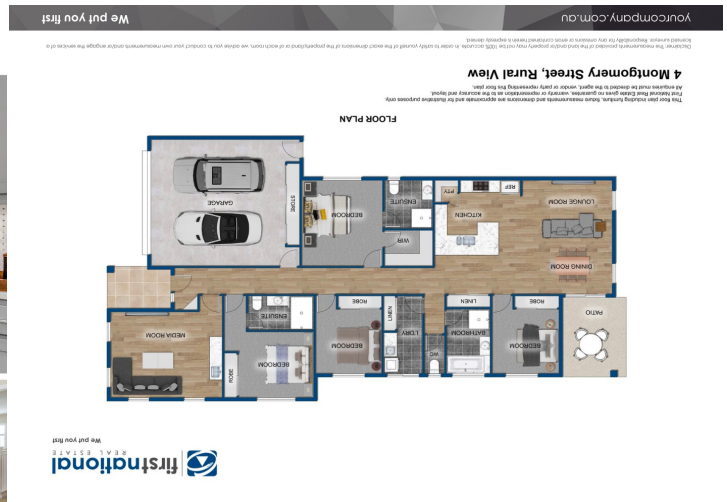 firstnational
REAL ESTATE
We put you first
BEDROOM
ROBE
WC
BEDROOM
BEDROOM
BATHROOM
LDRY
MEDIA ROOM
PATIO
LINEN
ENSUITE
ROBE
LINEN
ROBE
DINING ROOM
WIR
KITCHEN
BEDROOM
LOUNGE ROOM
ENSUITE
GARAGE
STORE
REF
PTY
FLOOR PLAN
This floor plan including furniture, fixture measurements and dimensions are approximate and for illustrative purposes only.
First National Real Estate gives no guarantee, warranty or representation as to the accuracy and layout.
All enquiries must be directed to the agent, vendor or party representing this floor plan.
4 Montgomery Street, Rural View
Disclaimer: The measurements provided of the land and/or property may not be 100% accurate. In order to satisfy yourself of the exact dimensions of the property/land or of each room, we advise you to conduct your own measurements and/or engage the services of a
licensed surveyor. Responsibility for any omissions or errors contained herein is expressly denied.
yourcompany.com.au
We put you first